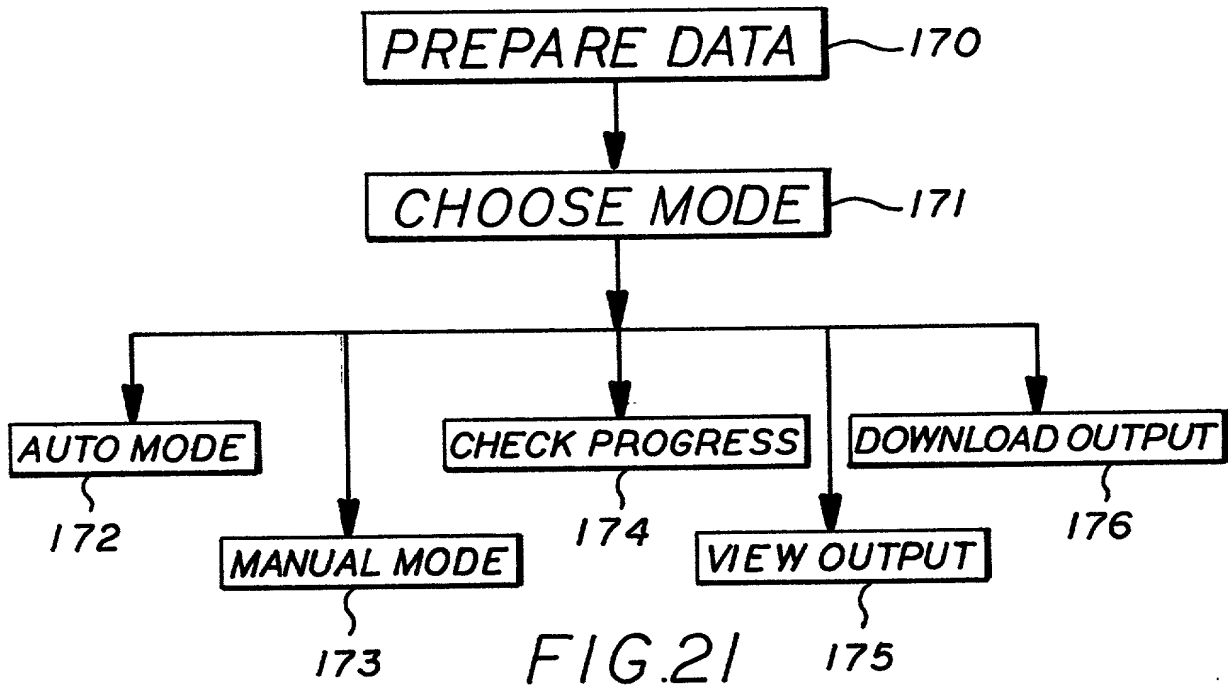 PREPARE DATA
170
CHOOSE MODE
171
AUTO MODE
172
MANUAL MODE
173
CHECK PROGRESS
174
VIEW OUTPUT
175
DOWNLOAD OUTPUT
176
FIG.21